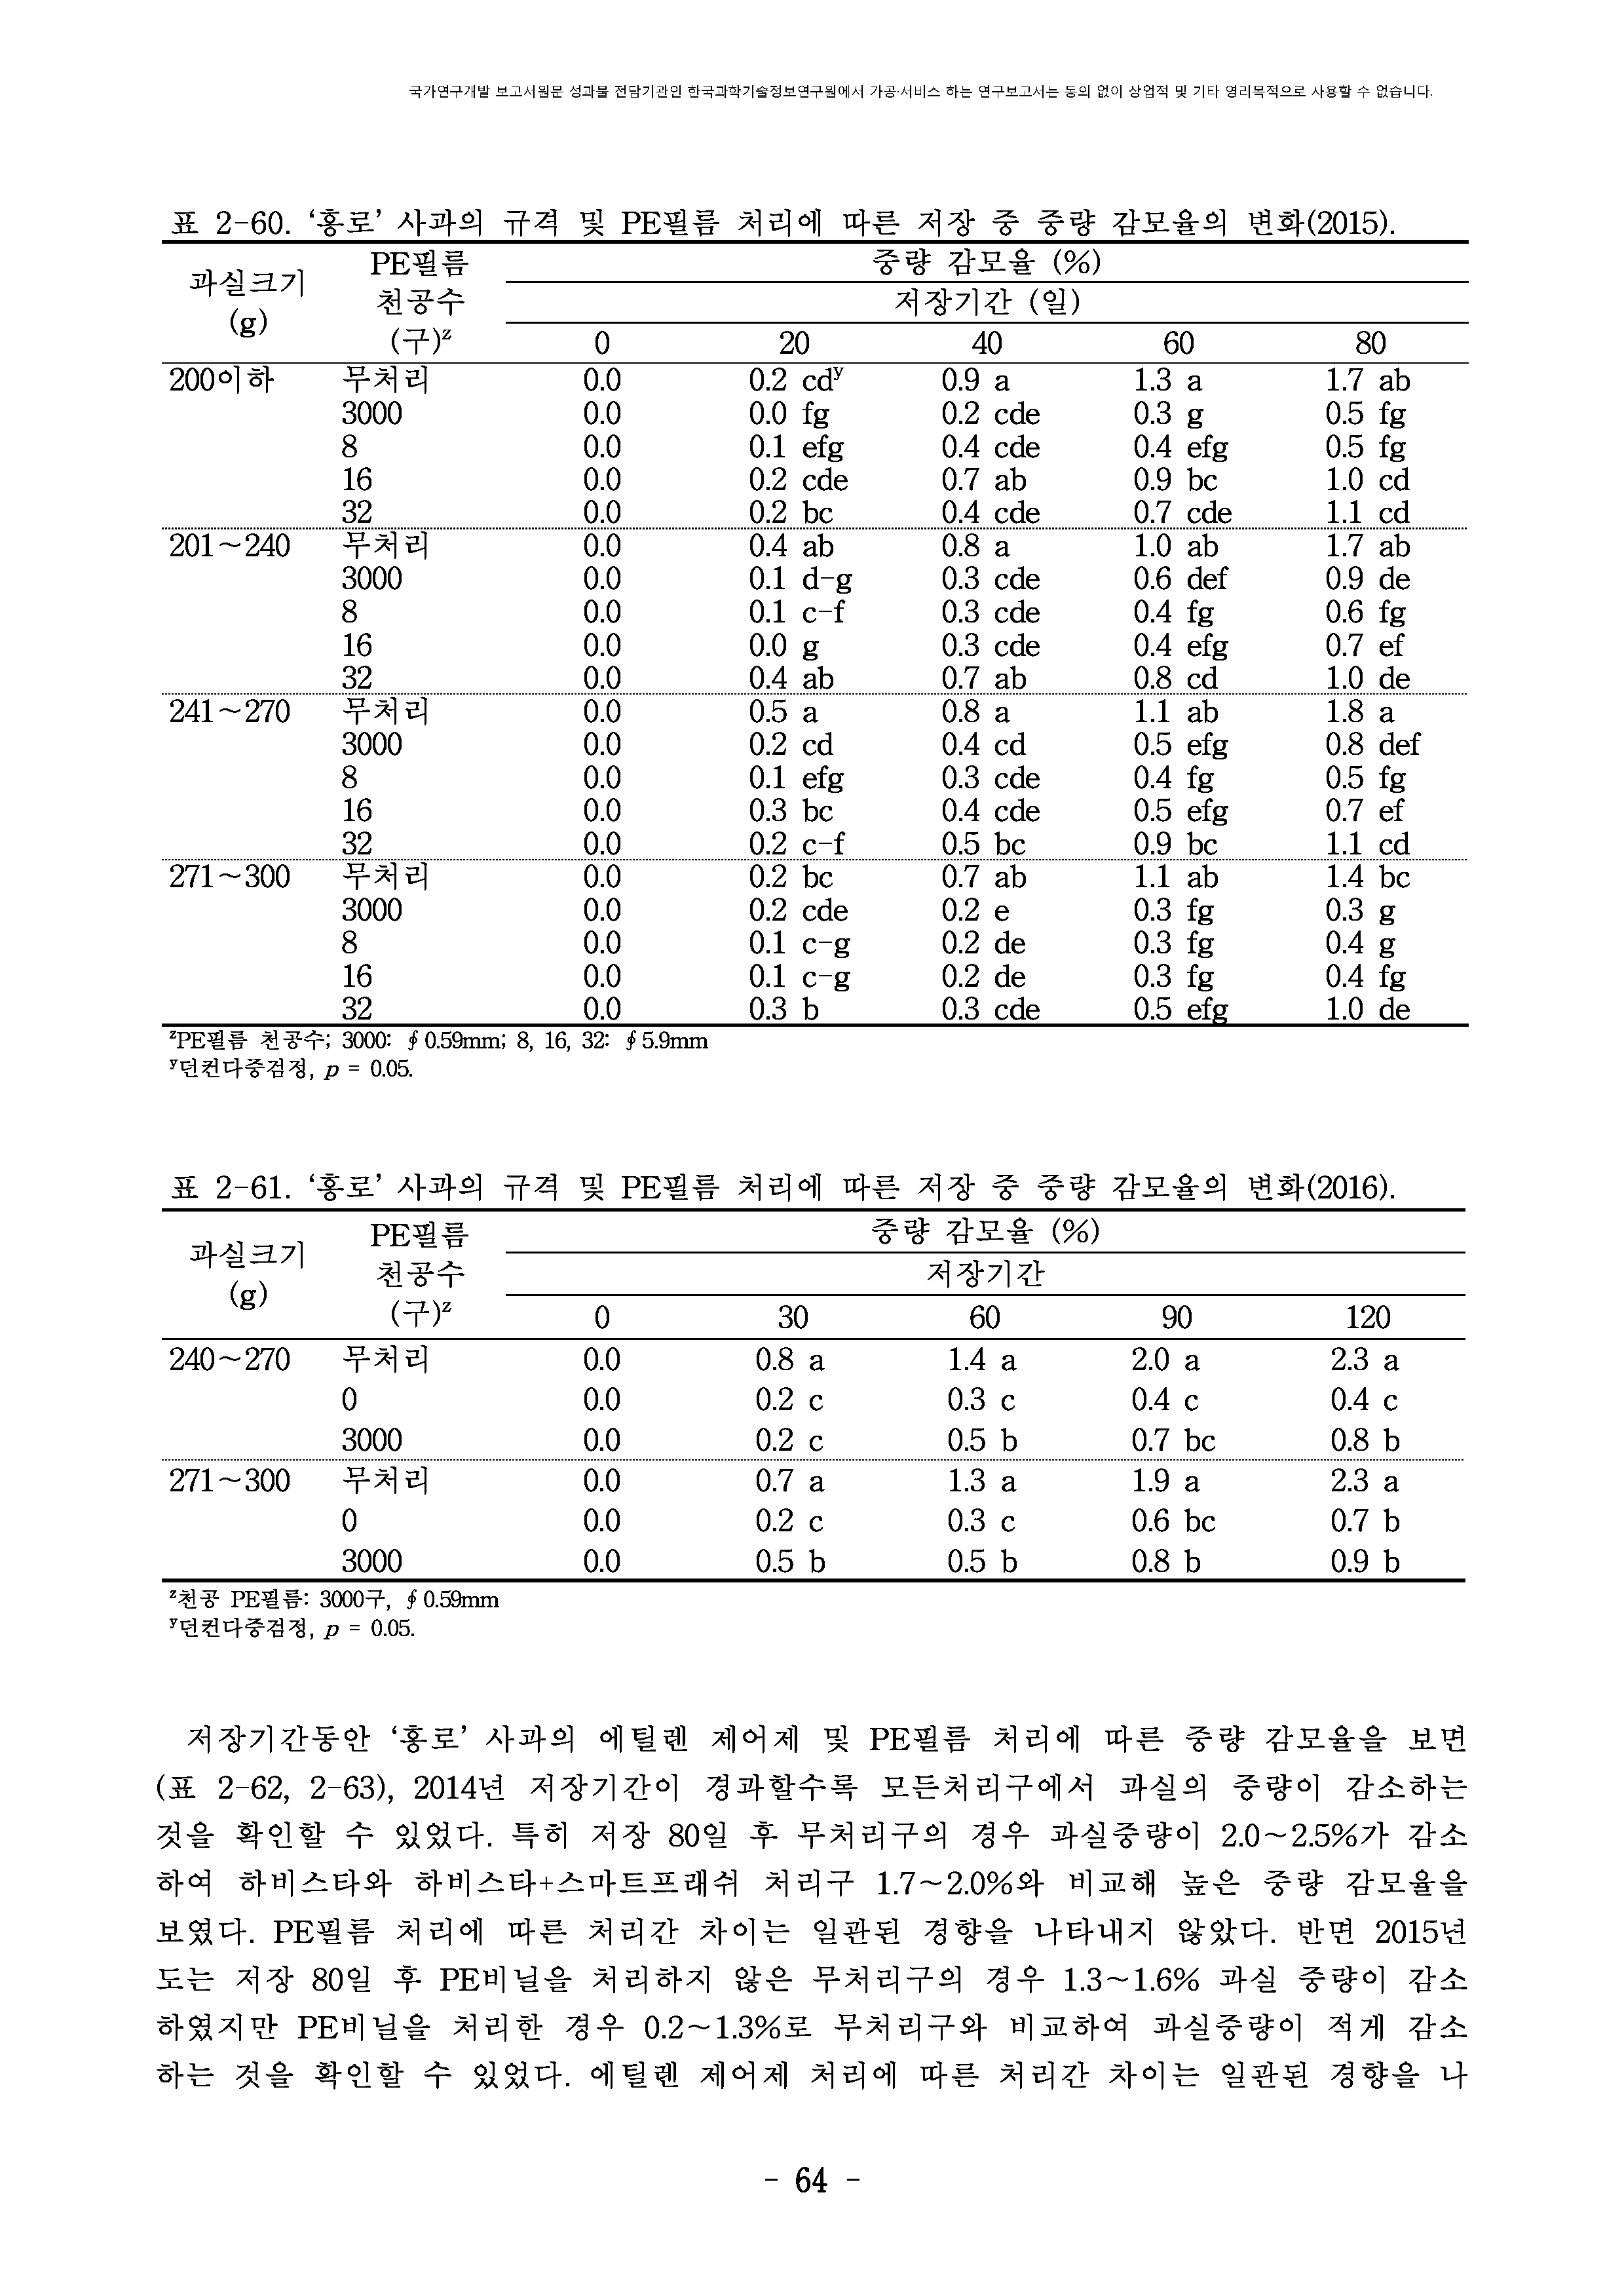 국가연구개발 보고서원문 성과물 전담기관인 한국과학기술정보연구원에서 가공·서비스 하는 연구보고서는 동의 없이 상업적 및 기타 영리목적으로 사용할 수 없습니다.
표 2-60. ‘홍로’ 사과의 규격 및 PE필름 처리에 따른 저장 중 중량 감모율의 변화(2015).
과실크기 (g) PE필름 천공수 (구)ᶻ 중량 감모율 (%)
저장기간 (일)
0 20 40 60 80
200이하 무처리 0.0 0.2 cdʸ 0.9 a 1.3 a 1.7 ab
3000 0.0 0.0 fg 0.2 cde 0.3 g 0.5 fg
8 0.0 0.1 efg 0.4 cde 0.4 efg 0.5 fg
16 0.0 0.2 cde 0.7 ab 0.9 bc 1.0 cd
32 0.0 0.2 bc 0.4 cde 0.7 cde 1.1 cd
201~240 무처리 0.0 0.4 ab 0.8 a 1.0 ab 1.7 ab
3000 0.0 0.1 d-g 0.3 cde 0.6 def 0.9 de
8 0.0 0.1 c-f 0.3 cde 0.4 fg 0.6 fg
16 0.0 0.0 g 0.3 cde 0.4 efg 0.7 ef
32 0.0 0.4 ab 0.7 ab 0.8 cd 1.0 de
241~270 무처리 0.0 0.5 a 0.8 a 1.1 ab 1.8 a
3000 0.0 0.2 cd 0.4 cd 0.5 efg 0.8 def
8 0.0 0.1 efg 0.3 cde 0.4 fg 0.5 fg
16 0.0 0.3 bc 0.4 cde 0.5 efg 0.7 ef
32 0.0 0.2 c-f 0.5 bc 0.9 bc 1.1 cd
271~300 무처리 0.0 0.2 bc 0.7 ab 1.1 ab 1.4 bc
3000 0.0 0.2 cde 0.2 e 0.3 fg 0.3 g
8 0.0 0.1 c-g 0.2 de 0.3 fg 0.4 g
16 0.0 0.1 c-g 0.2 de 0.3 fg 0.4 fg
32 0.0 0.3 b 0.3 cde 0.5 efg 1.0 de
ᶻPE필름 천공수; 3000: ∮0.59mm; 8, 16, 32: ∮5.9mm
ʸ던컨다중검정, p = 0.05.
표 2-61. ‘홍로’ 사과의 규격 및 PE필름 처리에 따른 저장 중 중량 감모율의 변화(2016).
과실크기 (g) PE필름 천공수 (구)ᶻ 중량 감모율 (%)
저장기간
0 30 60 90 120
240~270 무처리 0.0 0.8 a 1.4 a 2.0 a 2.3 a
0 0.0 0.2 c 0.3 c 0.4 c 0.4 c
3000 0.0 0.2 c 0.5 b 0.7 bc 0.8 b
271~300 무처리 0.0 0.7 a 1.3 a 1.9 a 2.3 a
0 0.0 0.2 c 0.3 c 0.6 bc 0.7 b
3000 0.0 0.5 b 0.5 b 0.8 b 0.9 b
ᶻ천공 PE필름: 3000구, ∮0.59mm
ʸ던컨다중검정, p = 0.05.
저장기간동안 ‘홍로’ 사과의 에틸렌 제어제 및 PE필름 처리에 따른 중량 감모율을 보면
(표 2-62, 2-63), 2014년 저장기간이 경과할수록 모든처리구에서 과실의 중량이 감소하는
것을 확인할 수 있었다. 특히 저장 80일 후 무처리구의 경우 과실중량이 2.0~2.5%가 감소
하여 하비스타와 하비스타+스마트프래쉬 처리구 1.7~2.0%와 비교해 높은 중량 감모율을
보였다. PE필름 처리에 따른 처리간 차이는 일관된 경향을 나타내지 않았다. 반면 2015년
도는 저장 80일 후 PE비닐을 처리하지 않은 무처리구의 경우 1.3~1.6% 과실 중량이 감소
하였지만 PE비닐을 처리한 경우 0.2~1.3%로 무처리구와 비교하여 과실중량이 적게 감소
하는 것을 확인할 수 있었다. 에틸렌 제어제 처리에 따른 처리간 차이는 일관된 경향을 나
- 64 -